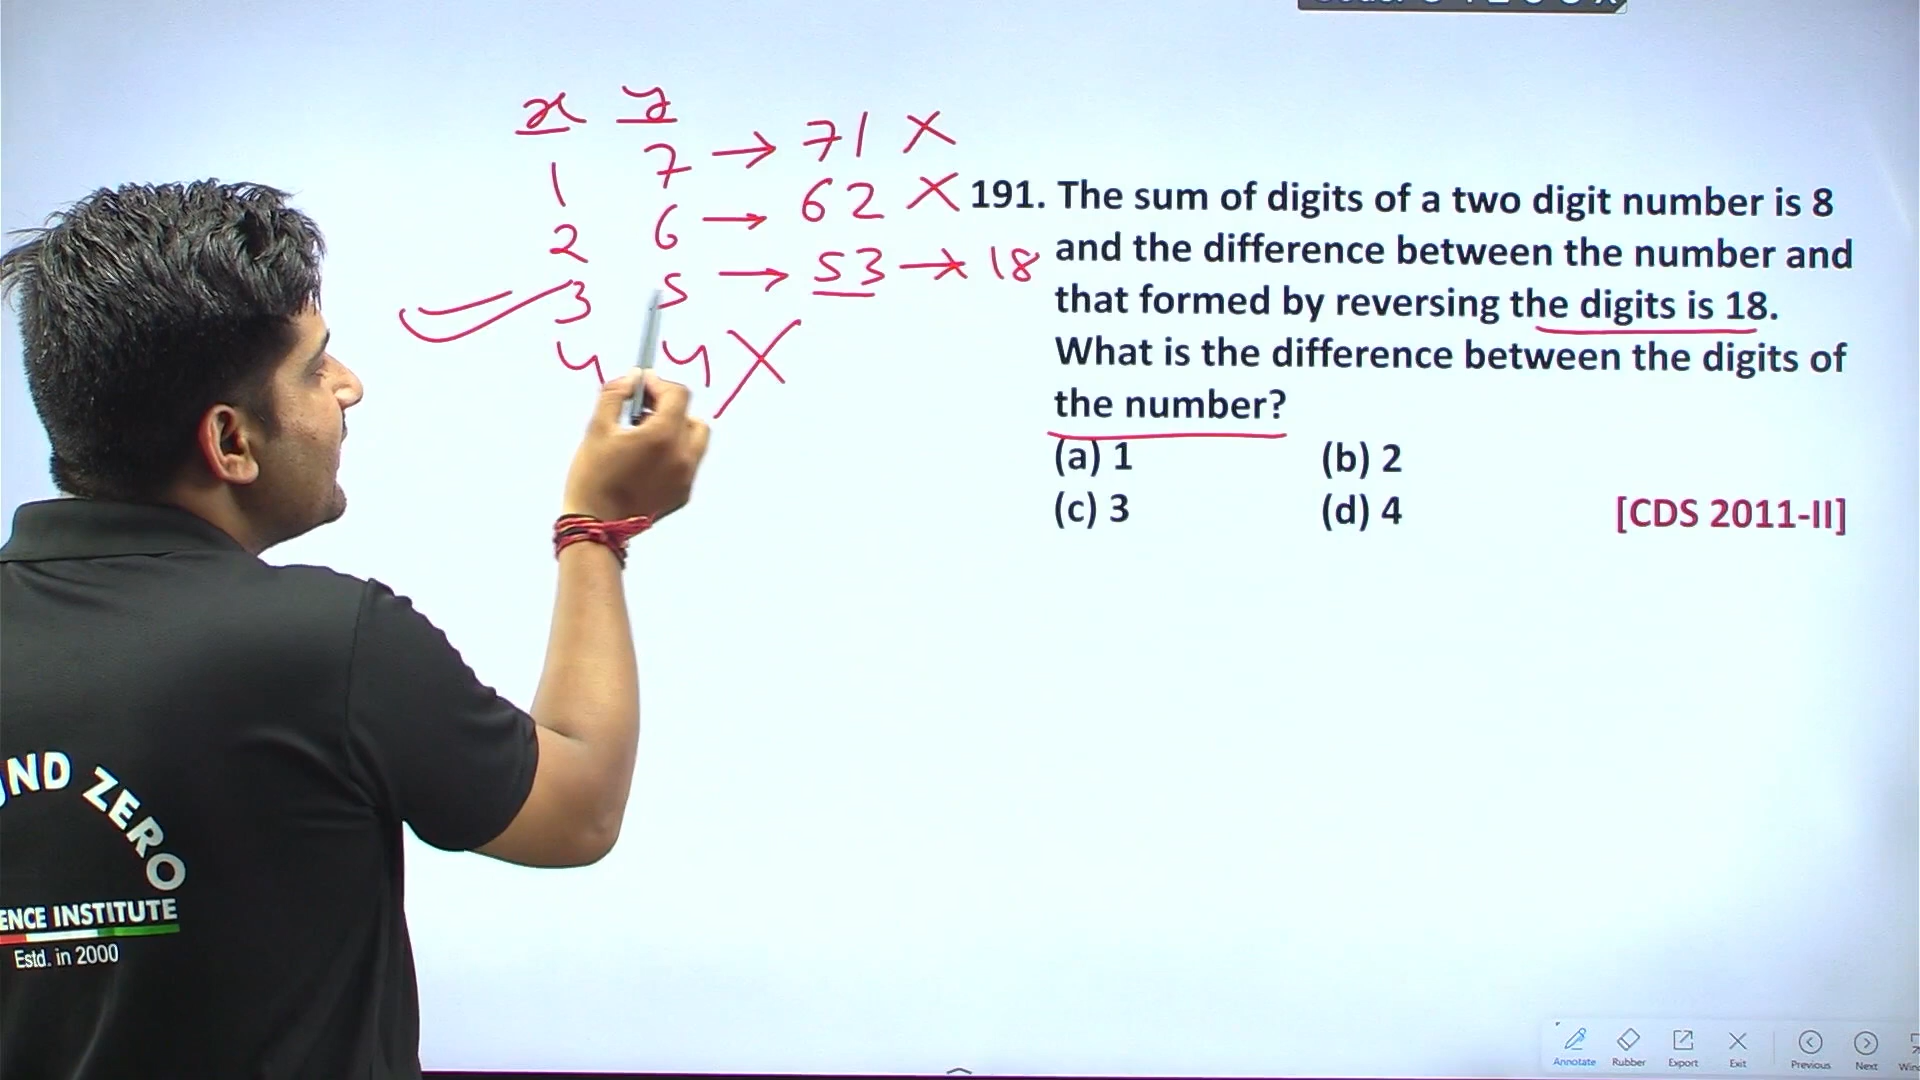 x y
1 7 → 71 ×
2 6 → 62 ×
3 5 → 53 → 18
4 4 ×
191. The sum of digits of a two digit number is 8
and the difference between the number and
that formed by reversing the digits is 18.
What is the difference between the digits of
the number?
(a) 1 (b) 2
(c) 3 (d) 4 [CDS 2011-II]
ZERO
INSTITUTE
Estd. in 2000
Annotate Rubber Export Exit Previous Next